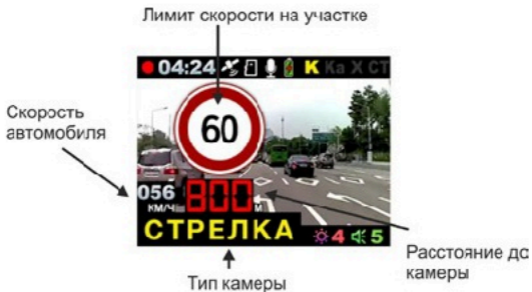 Лимит скорости на участке
04:24 K Ka X СТ
60
Скорость
автомобиля
056
КМ/Ч
800 м
СТРЕЛКА
4 5
Расстояние до
камеры
Тип камеры